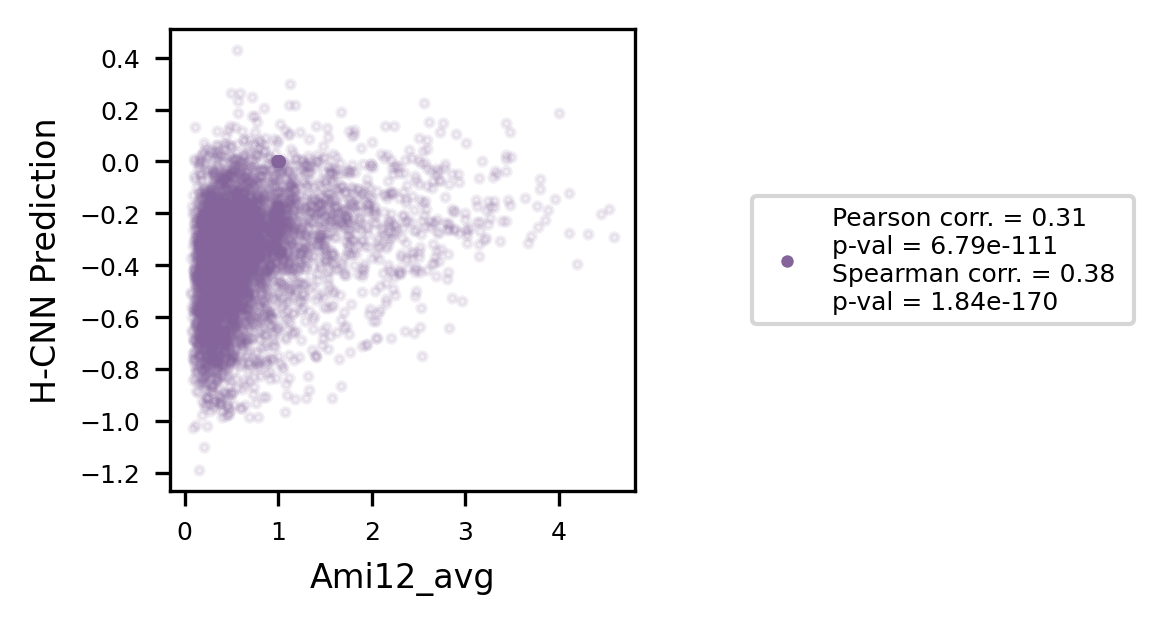 H-CNN Prediction
0.4
0.2
0.0
−0.2
−0.4
−0.6
−0.8
−1.0
−1.2
0 1 2 3 4
Ami12_avg
Pearson corr. = 0.31
p-val = 6.79e-111
Spearman corr. = 0.38
p-val = 1.84e-170